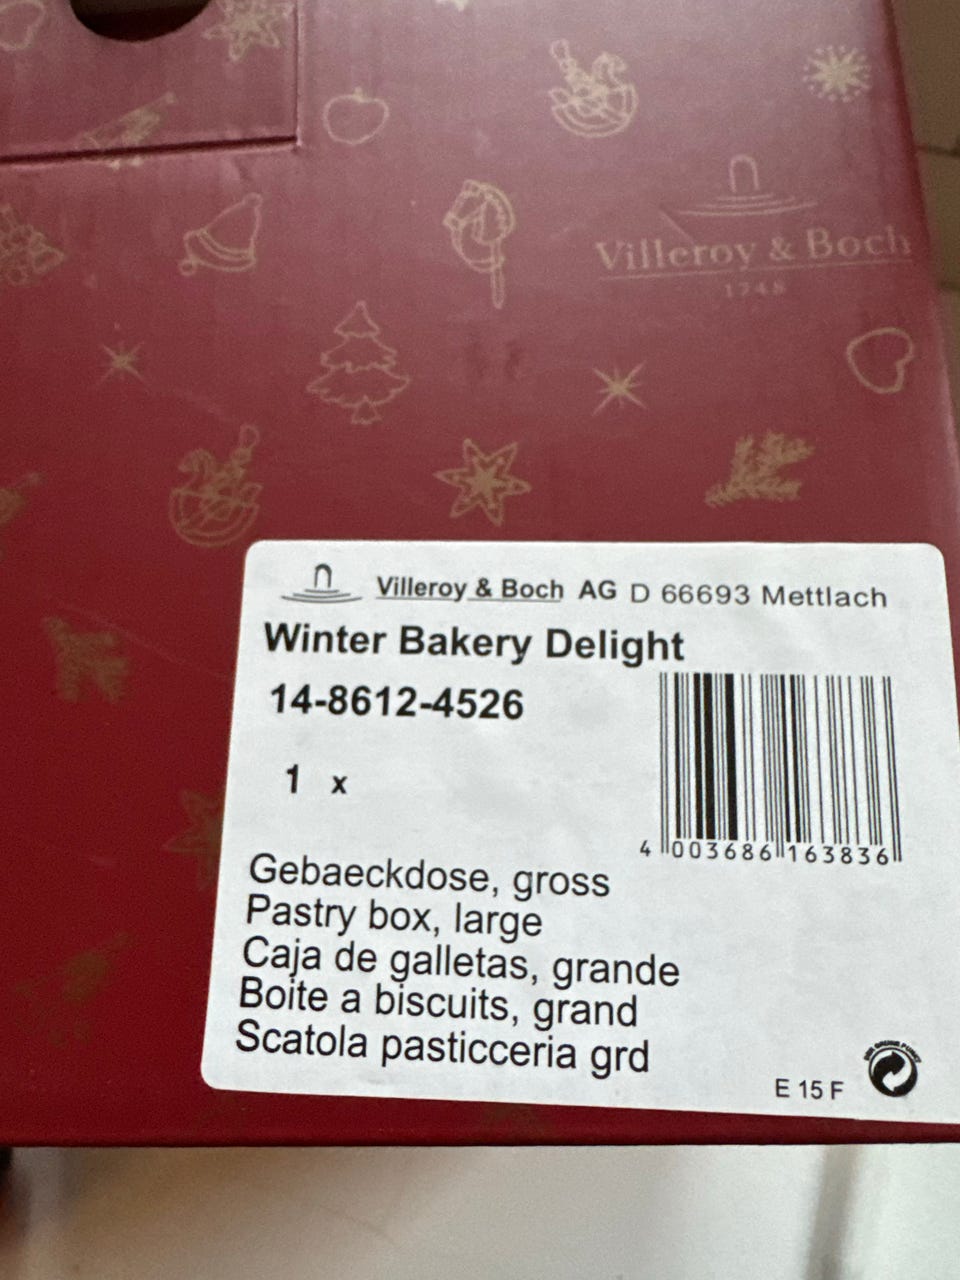 Villeroy & Boch
1748
Villeroy & Boch AG D 66693 Mettlach
Winter Bakery Delight
14-8612-4526
1 x
4 003686 163836
Gebaeckdose, gross
Pastry box, large
Caja de galletas, grande
Boite a biscuits, grand
Scatola pasticceria grd
E 15 F